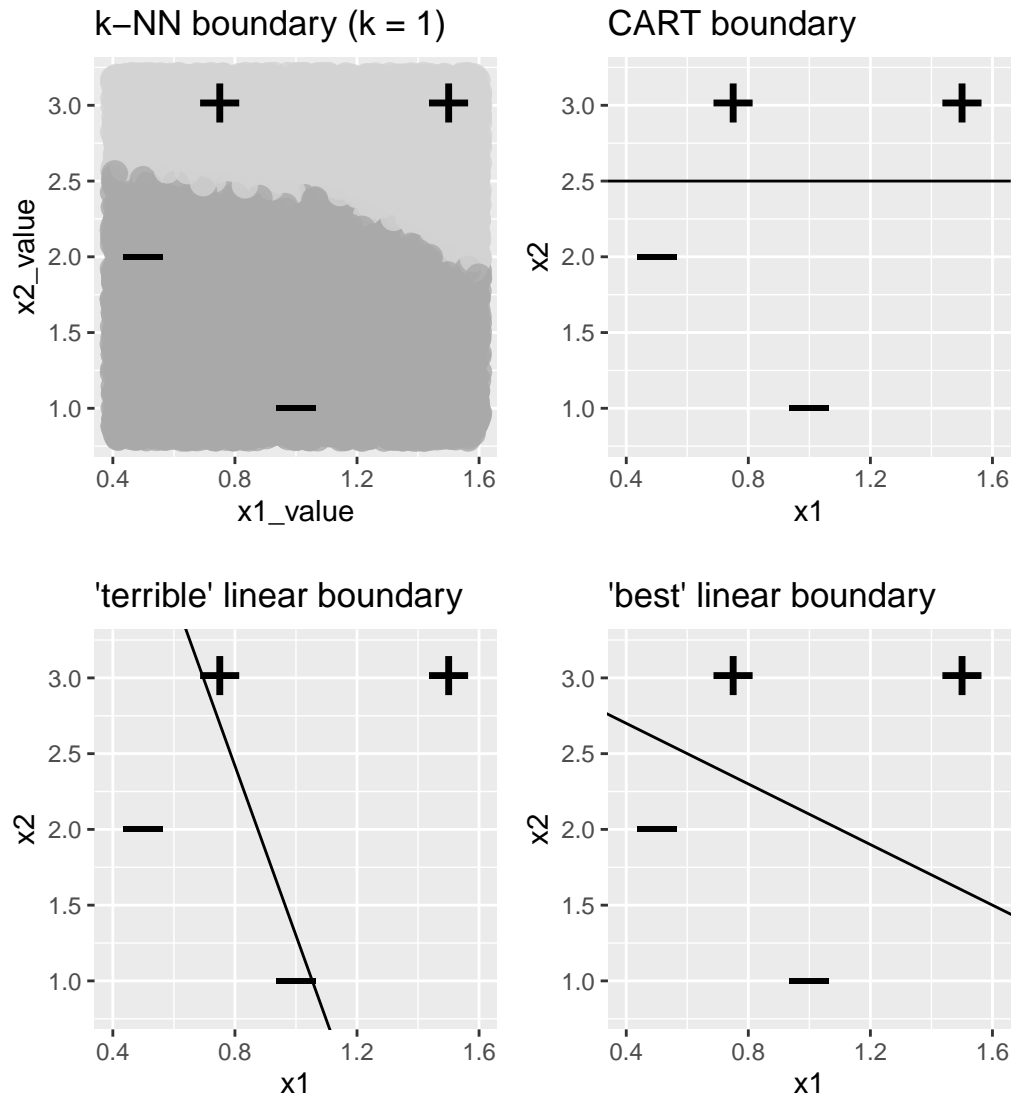 k−NN boundary (k = 1)
3.0
2.5
2.0
1.5
1.0
x2_value
0.4 0.8 1.2 1.6
x1_value
CART boundary
3.0
2.5
2.0
1.5
1.0
x2
0.4 0.8 1.2 1.6
x1
'terrible' linear boundary
3.0
2.5
2.0
1.5
1.0
x2
0.4 0.8 1.2 1.6
x1
'best' linear boundary
3.0
2.5
2.0
1.5
1.0
x2
0.4 0.8 1.2 1.6
x1